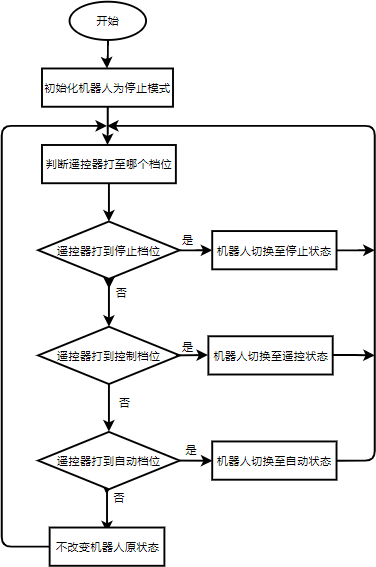 开始
初始化机器人为停止模式
判断遥控器打至哪个档位
遥控器打到停止档位
是
机器人切换至停止状态
否
遥控器打到控制档位
是
机器人切换至遥控状态
否
遥控器打到自动档位
是
机器人切换至自动状态
否
不改变机器人原状态